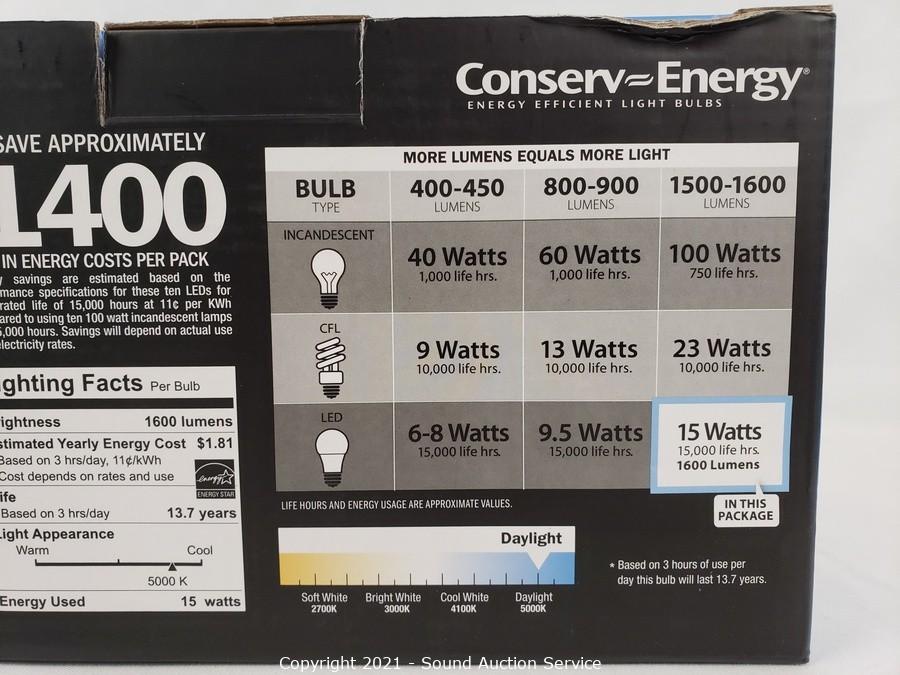 Conserv~Energy®
ENERGY EFFICIENT LIGHT BULBS
SAVE APPROXIMATELY
1400
IN ENERGY COSTS PER PACK
savings are estimated based on the
specifications for these ten LEDs for
rated life of 15,000 hours at 11¢ per KWh
to using ten 100 watt incandescent lamps
hours. Savings will depend on actual use
rates.
MORE LUMENS EQUALS MORE LIGHT
BULB TYPE 400-450 LUMENS 800-900 LUMENS 1500-1600 LUMENS
INCANDESCENT
40 Watts 60 Watts 100 Watts
1,000 life hrs. 1,000 life hrs. 750 life hrs.
CFL
9 Watts 13 Watts 23 Watts
10,000 life hrs. 10,000 life hrs. 10,000 life hrs.
LED
6-8 Watts 9.5 Watts 15 Watts
15,000 life hrs. 15,000 life hrs. 15,000 life hrs.
1600 Lumens
IN THIS
PACKAGE
LIFE HOURS AND ENERGY USAGE ARE APPROXIMATE VALUES.
Daylight
Soft White Bright White Cool White Daylight
2700K 3000K 4100K 5000K
* Based on 3 hours of use per
day this bulb will last 13.7 years.
Lighting Facts Per Bulb
Brightness 1600 lumens
Estimated Yearly Energy Cost $1.81
Based on 3 hrs/day, 11¢/kWh
Cost depends on rates and use
energy
ENERGY STAR
Life
Based on 3 hrs/day 13.7 years
Light Appearance
Warm Cool
5000 K
Energy Used 15 watts
Copyright 2021 - Sound Auction Service